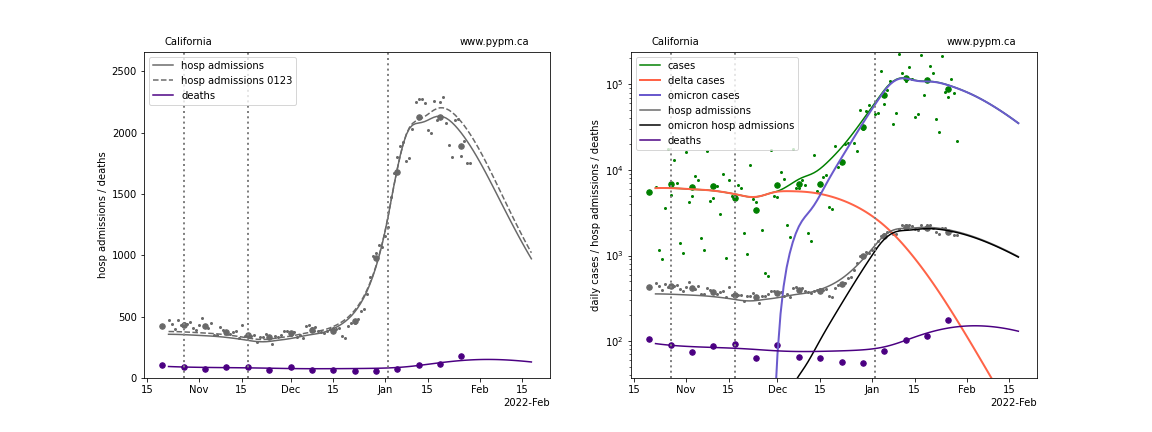 California
www.pypm.ca
hosp admissions
hosp admissions 0123
deaths
hosp admissions / deaths
2500
2000
1500
1000
500
0
15
Nov
15
Dec
15
Jan
15
Feb
15
2022-Feb
California
www.pypm.ca
cases
delta cases
omicron cases
hosp admissions
omicron hosp admissions
deaths
daily cases / hosp admissions / deaths
10⁵
10⁴
10³
10²
15
Nov
15
Dec
15
Jan
15
Feb
15
2022-Feb